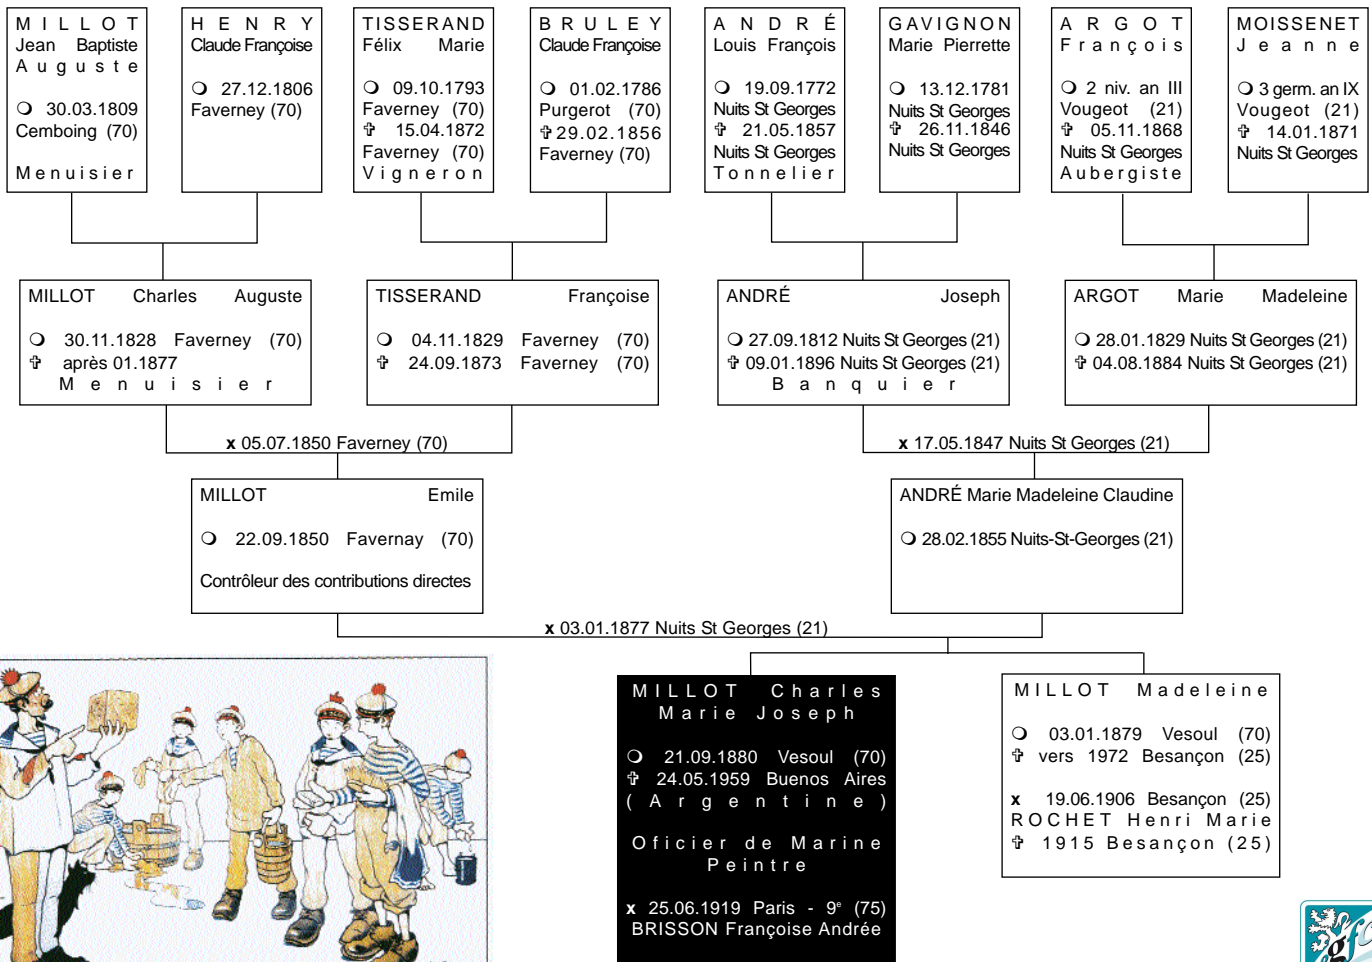 MILLOT
Jean Baptiste
Auguste
❍ 30.03.1809
Cemboing (70)
Menuisier
HENRY
Claude Françoise
❍ 27.12.1806
Faverney (70)
TISSERAND
Félix Marie
❍ 09.10.1793
Faverney (70)
✞ 15.04.1872
Faverney (70)
Vigneron
BRULEY
Claude Françoise
❍ 01.02.1786
Purgerot (70)
✞ 29.02.1856
Faverney (70)
ANDRÉ
Louis François
❍ 19.09.1772
Nuits St Georges
✞ 21.05.1857
Nuits St Georges
Tonnelier
GAVIGNON
Marie Pierrette
❍ 13.12.1781
Nuits St Georges
✞ 26.11.1846
Nuits St Georges
ARGOT
François
❍ 2 niv. an III
Vougeot (21)
✞ 05.11.1868
Nuits St Georges
Aubergiste
MOISSENET
Jeanne
❍ 3 germ. an IX
Vougeot (21)
✞ 14.01.1871
Nuits St Georges
MILLOT Charles Auguste
❍ 30.11.1828 Faverney (70)
✞ après 01.1877
Menuisier
TISSERAND Françoise
❍ 04.11.1829 Faverney (70)
✞ 24.09.1873 Faverney (70)
ANDRÉ Joseph
❍ 27.09.1812 Nuits St Georges (21)
✞ 09.01.1896 Nuits St Georges (21)
Banquier
ARGOT Marie Madeleine
❍ 28.01.1829 Nuits St Georges (21)
✞ 04.08.1884 Nuits St Georges (21)
x 05.07.1850 Faverney (70)
x 17.05.1847 Nuits St Georges (21)
MILLOT Emile
❍ 22.09.1850 Favernay (70)
Contrôleur des contributions directes
ANDRÉ Marie Madeleine Claudine
❍ 28.02.1855 Nuits-St-Georges (21)
x 03.01.1877 Nuits St Georges (21)
MILLOT Charles
Marie Joseph
❍ 21.09.1880 Vesoul (70)
✞ 24.05.1959 Buenos Aires
(Argentine)
Oficier de Marine
Peintre
x 25.06.1919 Paris - 9e (75)
BRISSON Françoise Andrée
MILLOT Madeleine
❍ 03.01.1879 Vesoul (70)
✞ vers 1972 Besançon (25)
x 19.06.1906 Besançon (25)
ROCHET Henri Marie
✞ 1915 Besançon (25)